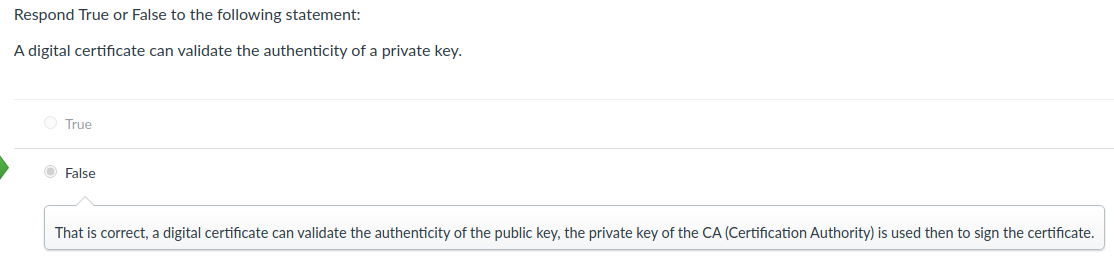 Respond True or False to the following statement:
A digital certificate can validate the authenticity of a private key.
True
False
That is correct, a digital certificate can validate the authenticity of the public key, the private key of the CA (Certification Authority) is used then to sign the certificate.